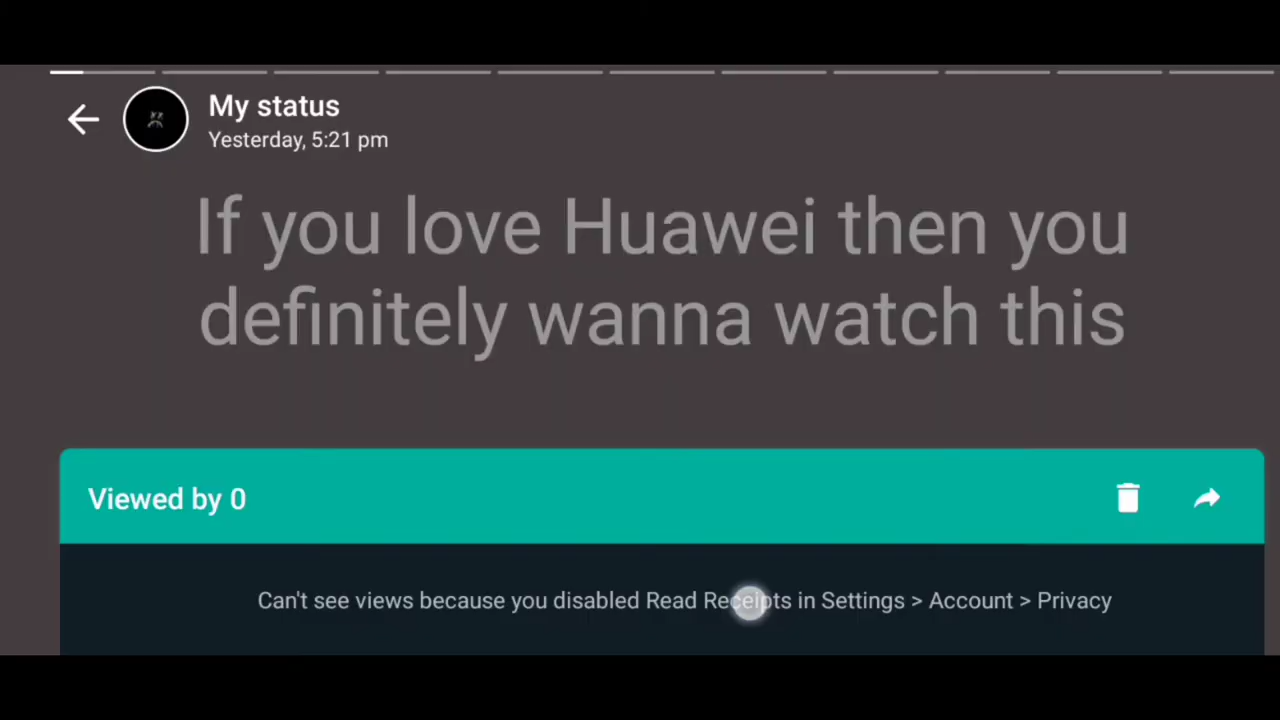 My status
Yesterday, 5:21 pm
If you love Huawei then you
definitely wanna watch this
Viewed by 0
Can't see views because you disabled Read Receipts in Settings > Account > Privacy